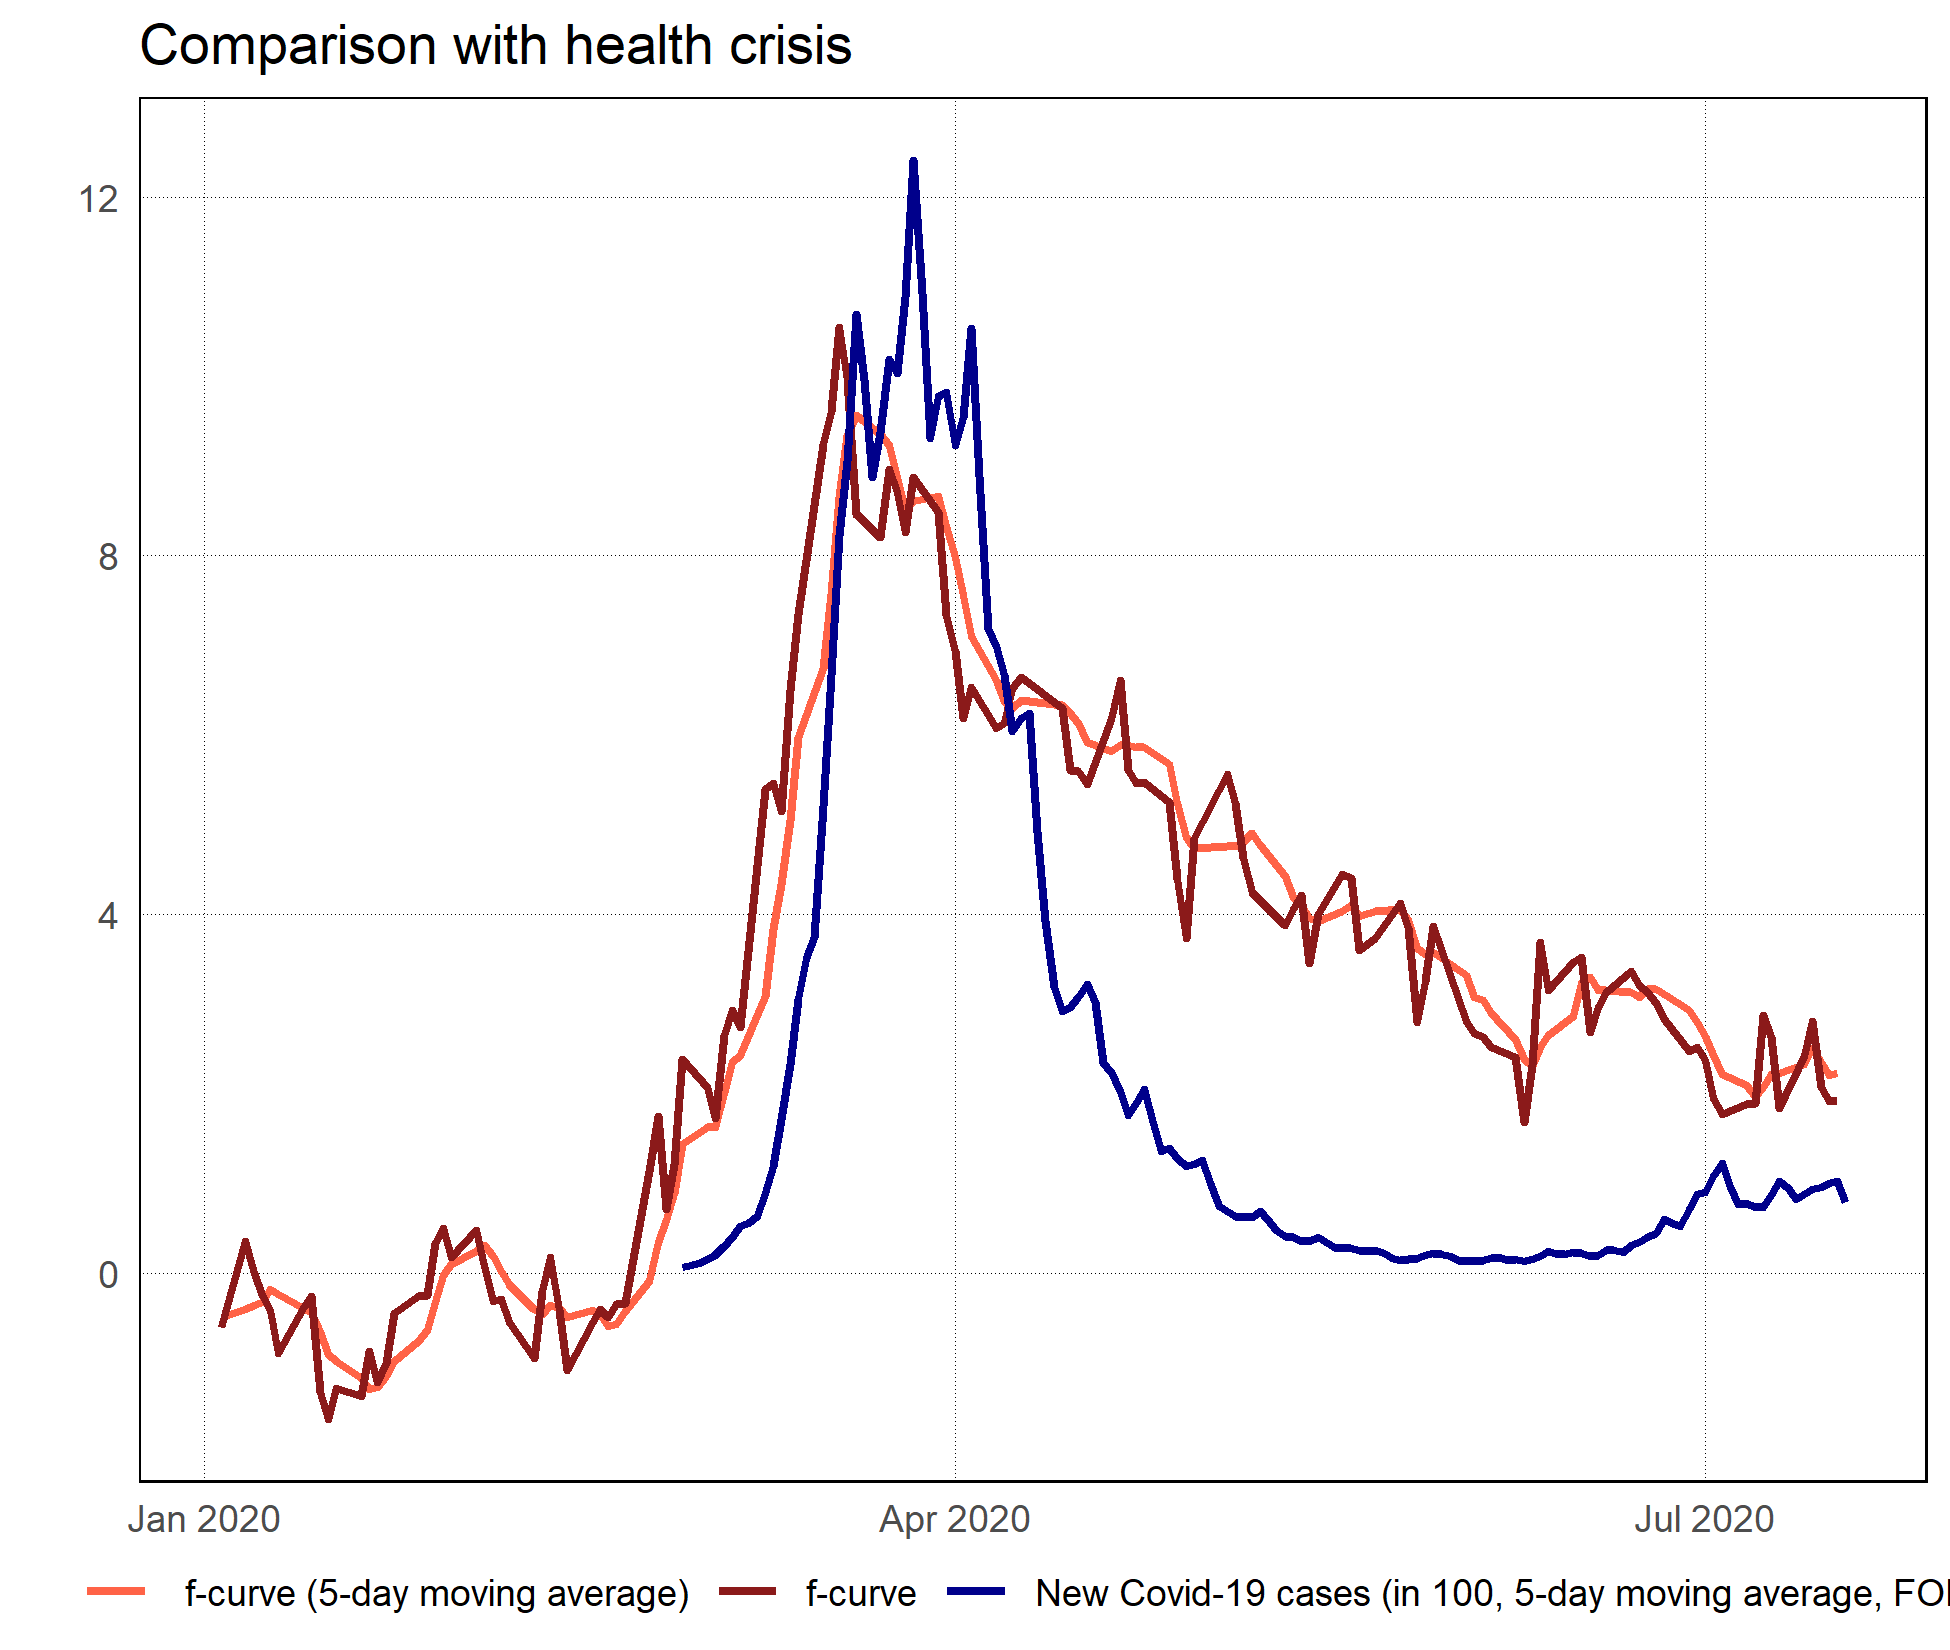 Comparison with health crisis
12
8
4
0
Jan 2020 Apr 2020 Jul 2020
f-curve (5-day moving average) f-curve New Covid-19 cases (in 100, 5-day moving average,